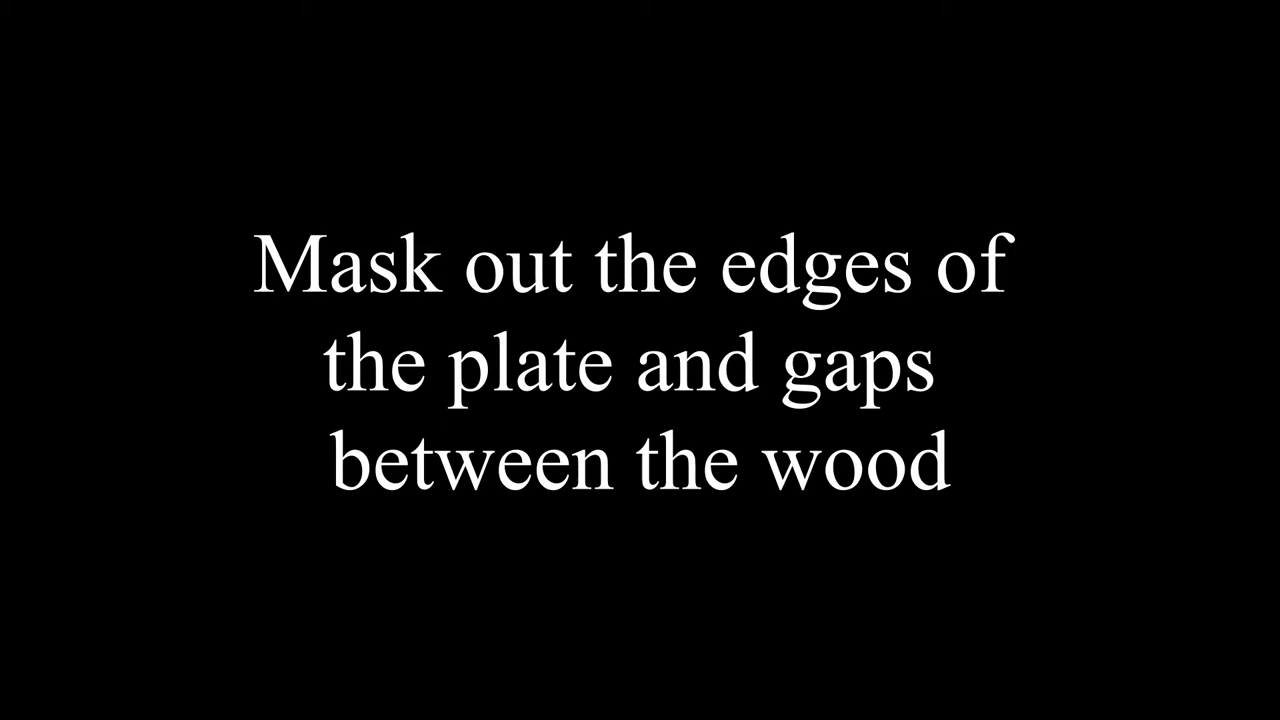 Mask out the edges of
the plate and gaps
between the wood